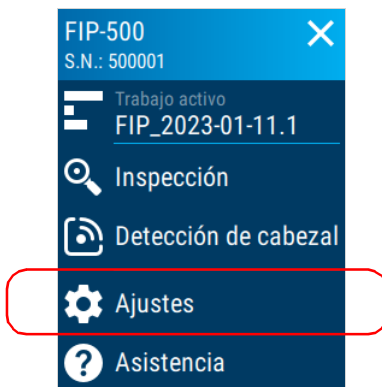 FIP-500
S.N.: 500001
Trabajo activo
FIP_2023-01-11.1
Inspección
Detección de cabezal
Ajustes
Asistencia